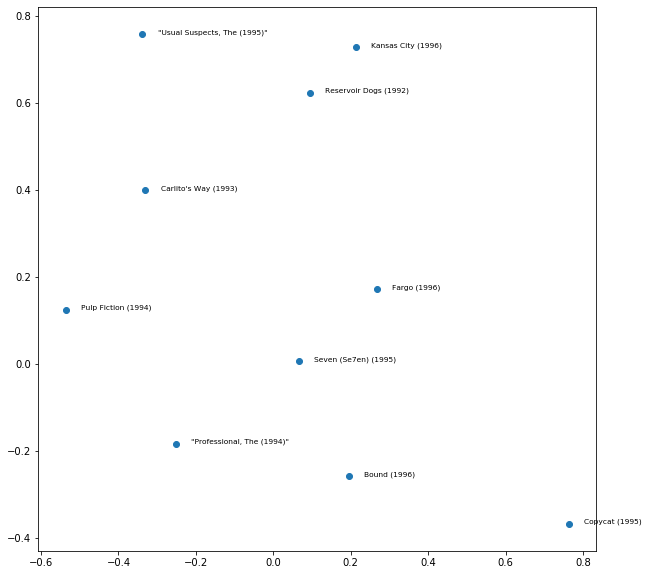 0.8
"Usual Suspects, The (1995)"
Kansas City (1996)
Reservoir Dogs (1992)
0.6
0.4
Carlito's Way (1993)
Fargo (1996)
0.2
Pulp Fiction (1994)
Seven (Se7en) (1995)
0.0
"Professional, The (1994)"
−0.2
Bound (1996)
Copycat (1995)
−0.4
−0.6 −0.4 −0.2 0.0 0.2 0.4 0.6 0.8